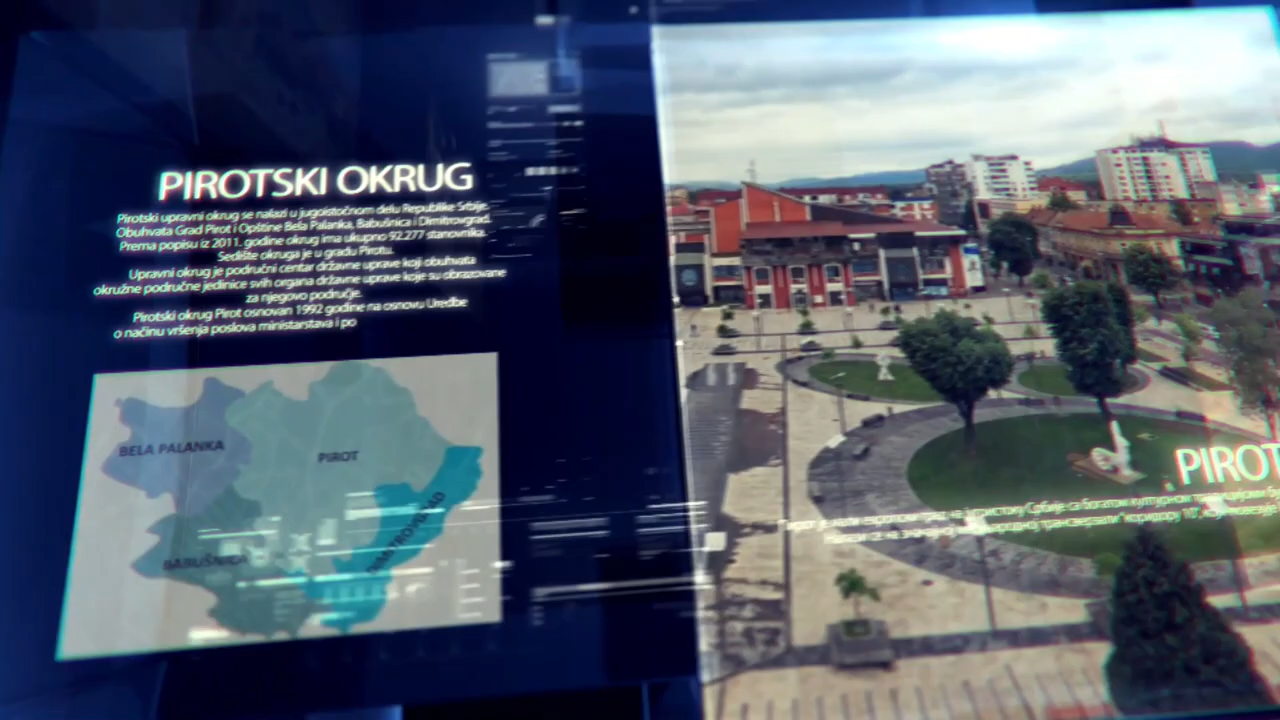 PIROTSKI OKRUG
Pirotski upravni okrug se nalazi u jugoistočnom delu Republike Srbije.
Obuhvata Grad Pirot i Opštine Bela Palanka, Babušnica i Dimitrovgrad.
Prema popisu iz 2011. godine okrug ima ukupno 92.277 stanovnika.
Sedište okruga je u gradu Pirotu.
Upravni okrug je područni centar državne uprave koji obuhvata
okružne područne jedinice svih organa državne uprave koje su obrazovane
za njegovo područje.
Pirotski okrug Pirot osnovan 1992 godine na osnovu Uredbe
o načinu vršenja poslova ministarstava i po
BELA PALANKA
PIROT
DIMITROVGRAD
BABUŠNICA
PIROT
Србије са богатом културном